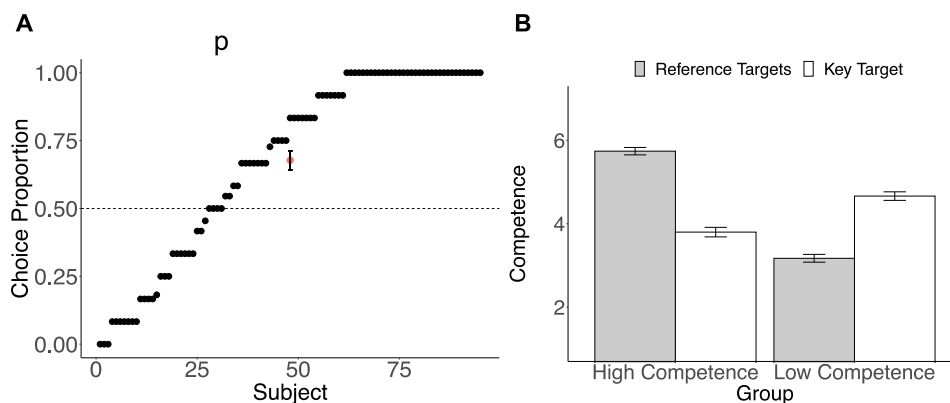 A
p
1.00
0.75
0.50
0.25
0.00
Choice Proportion
0
25
50
75
Subject
B
Reference Targets
Key Target
6
4
2
Competence
High Competence
Low Competence
Group